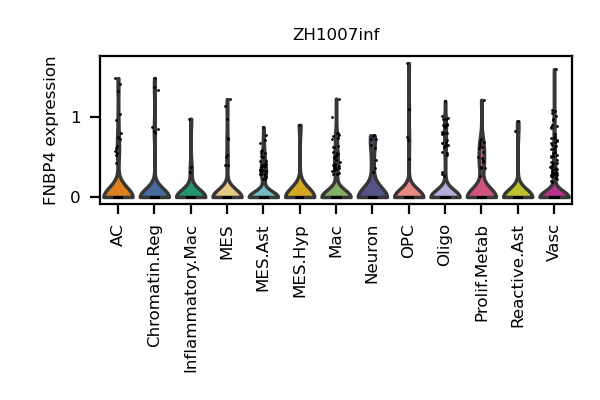 ZH1007inf
FNBP4 expression
1
0
AC
Chromatin.Reg
Inflammatory.Mac
MES
MES.Ast
MES.Hyp
Mac
Neuron
OPC
Oligo
Prolif.Metab
Reactive.Ast
Vasc